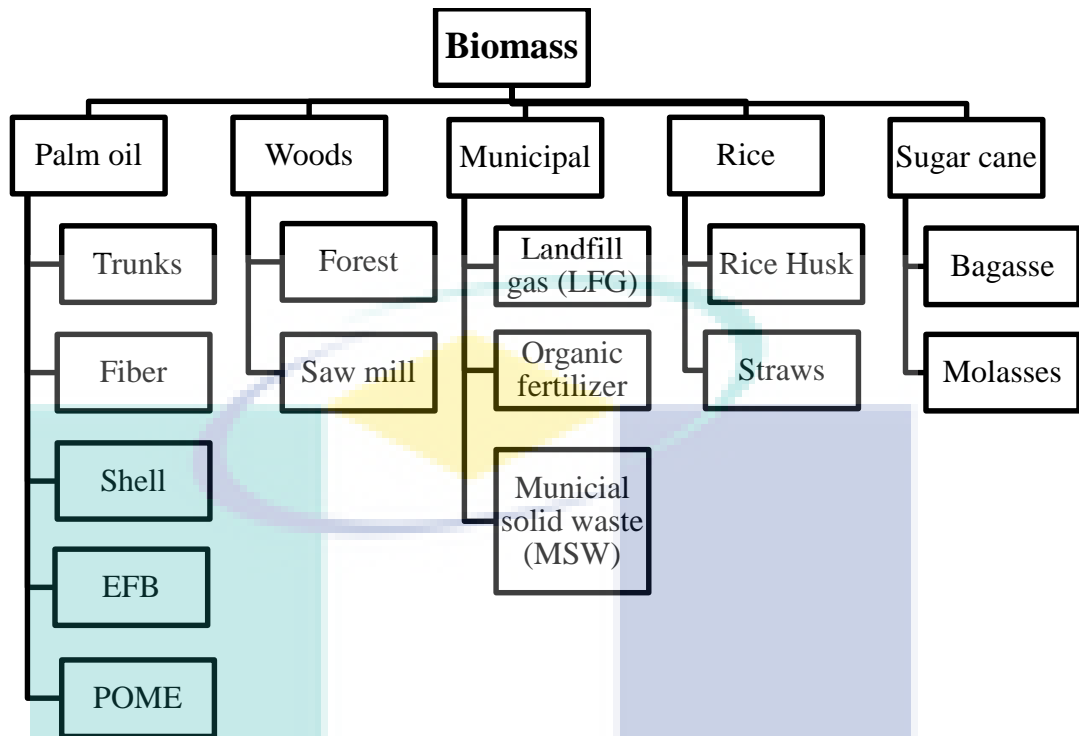 Biomass
Palm oil
Woods
Municipal
Rice
Sugar cane
Trunks
Fiber
Shell
EFB
POME
Forest
Saw mill
Landfill
gas (LFG)
Organic
fertilizer
Municial
solid waste
(MSW)
Rice Husk
Straws
Bagasse
Molasses